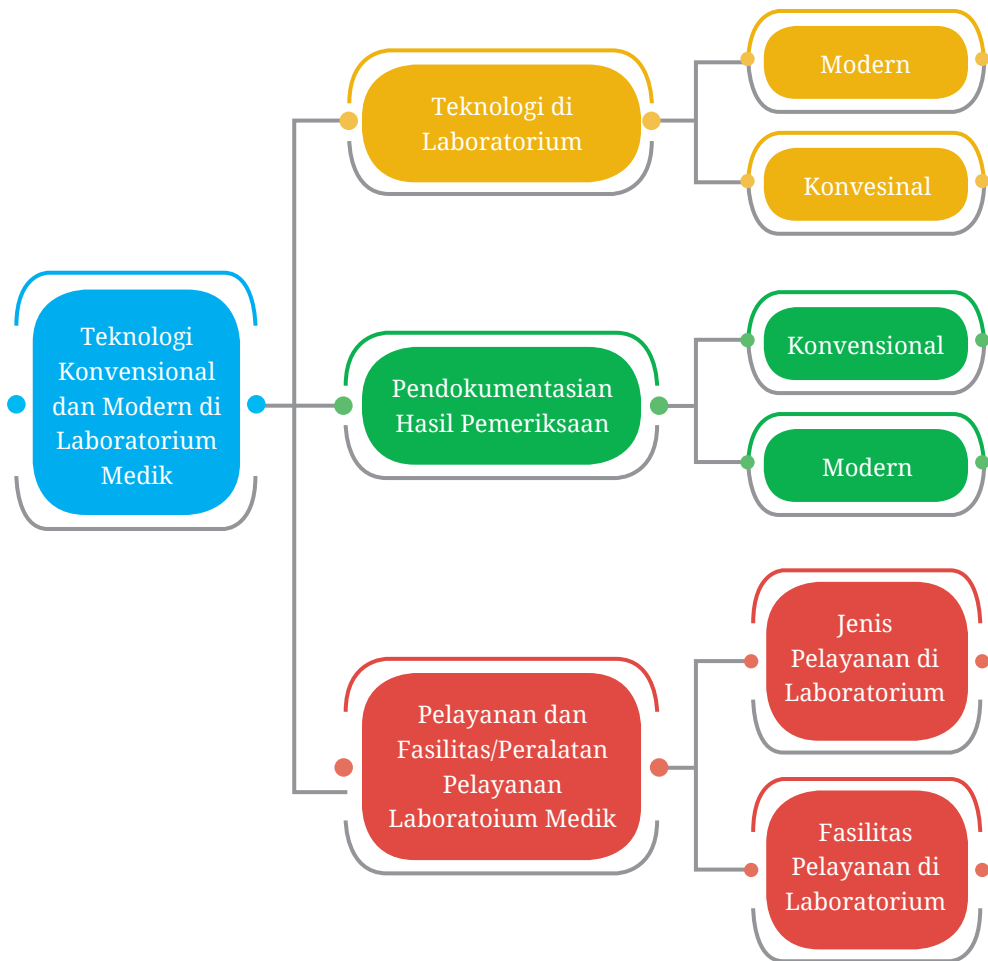 Teknologi
Konvensional
dan Modern di
Laboratorium
Medik
Teknologi di
Laboratorium
Modern
Konvesinal
Pendokumentasian
Hasil Pemeriksaan
Konvensional
Modern
Pelayanan dan
Fasilitas/Peralatan
Pelayanan
Laboratoium Medik
Jenis
Pelayanan di
Laboratorium
Fasilitas
Pelayanan di
Laboratorium